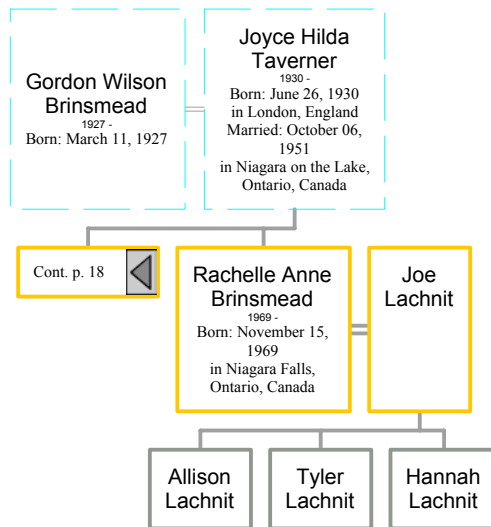 Gordon Wilson
Brinsmead
1927 -
Born: March 11, 1927
Joyce Hilda
Taverner
1930 -
Born: June 26, 1930
in London, England
Married: October 06,
1951
in Niagara on the Lake,
Ontario, Canada
Cont. p. 18
Rachelle Anne
Brinsmead
1969 -
Born: November 15,
1969
in Niagara Falls,
Ontario, Canada
Joe
Lachnit
Allison
Lachnit
Tyler
Lachnit
Hannah
Lachnit